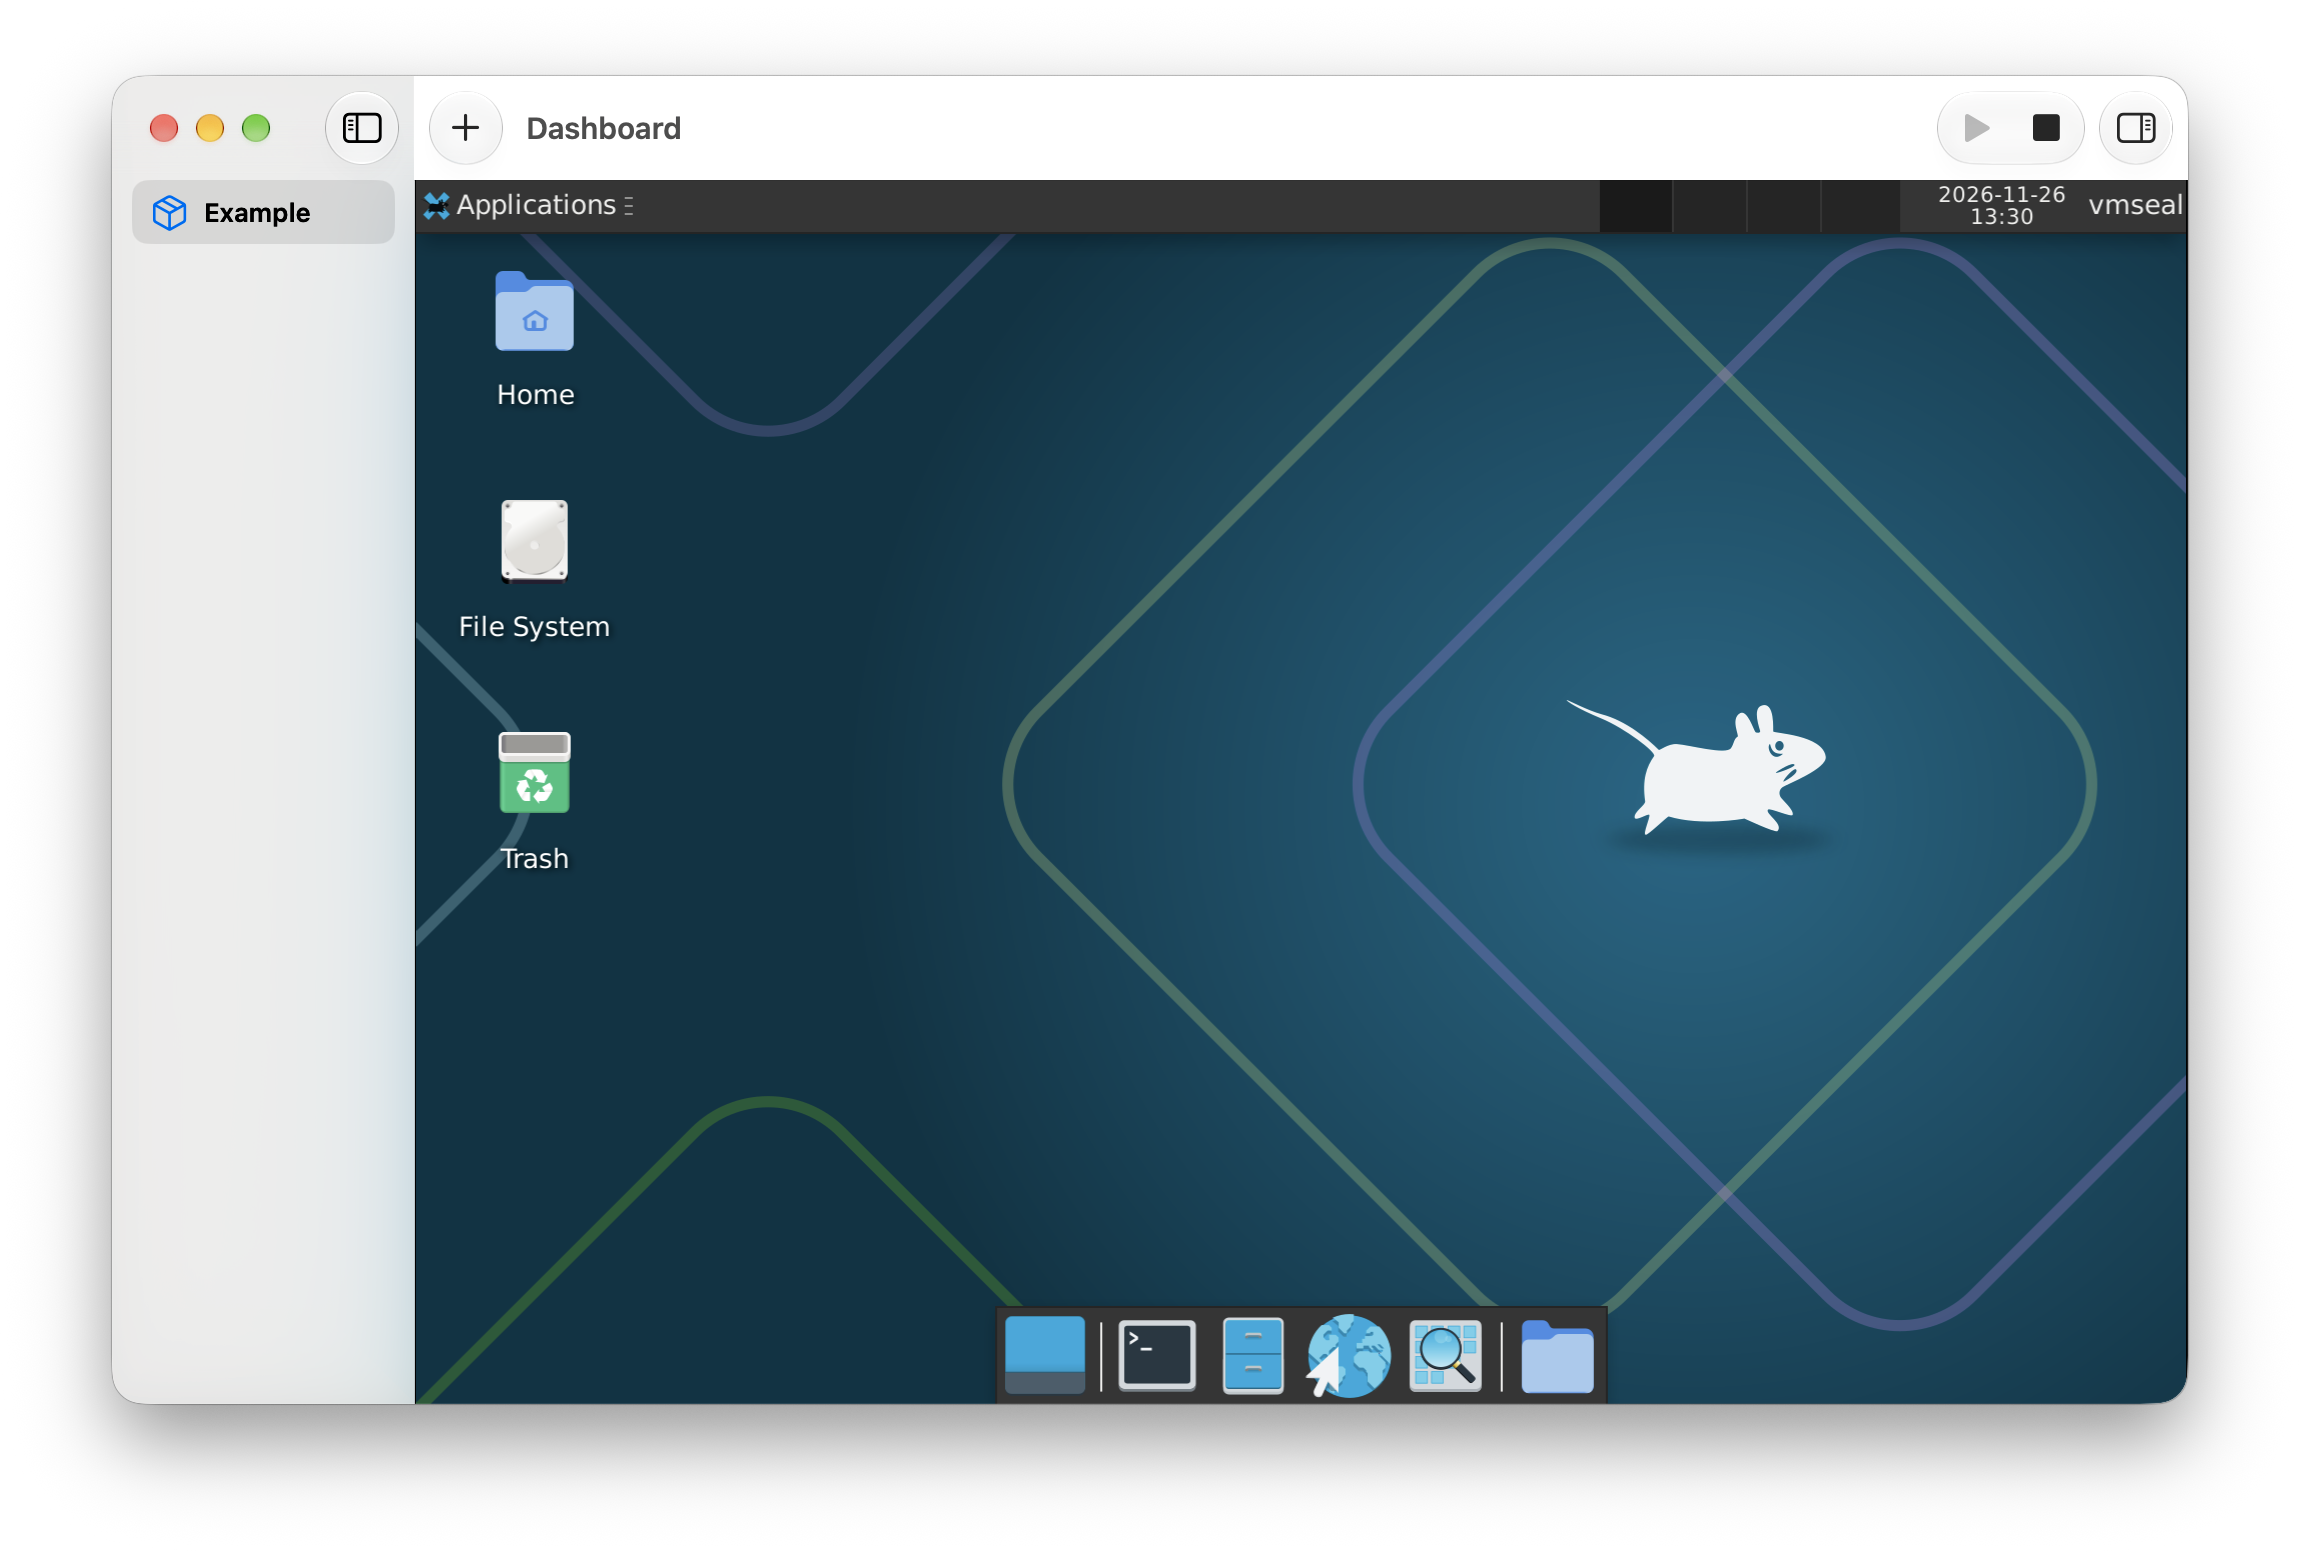 Dashboard
Example
Applications
2026-11-26
13:30
vmseal
Home
File System
Trash
>_